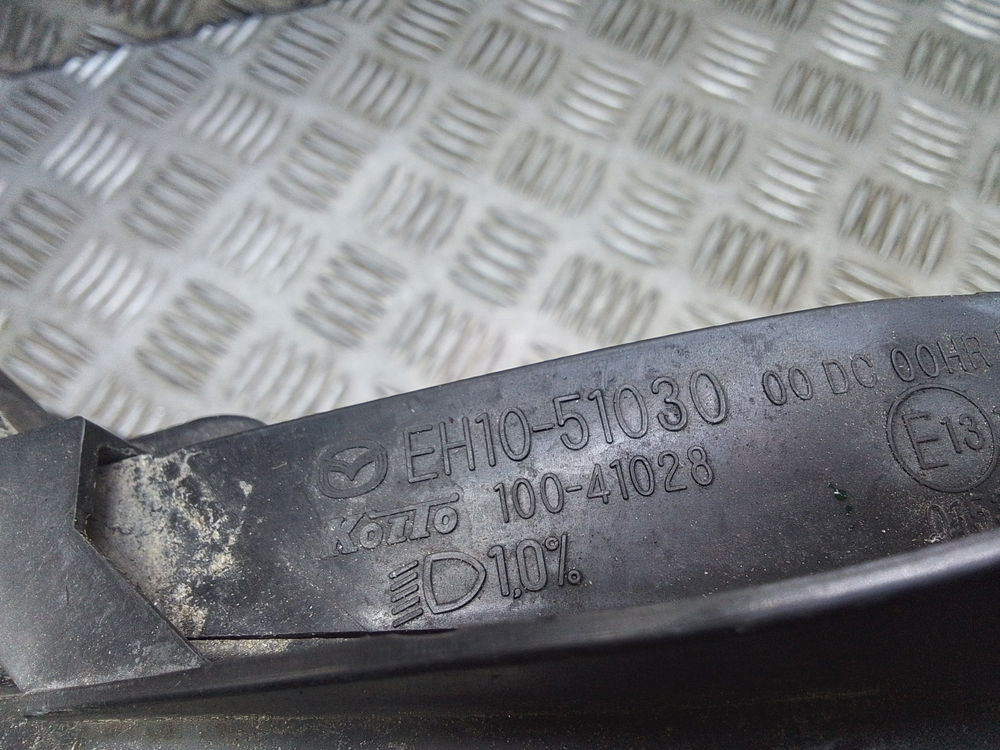 EH10-51030 00 DC 00HR
KOITO 100-41028
E13
1,0%